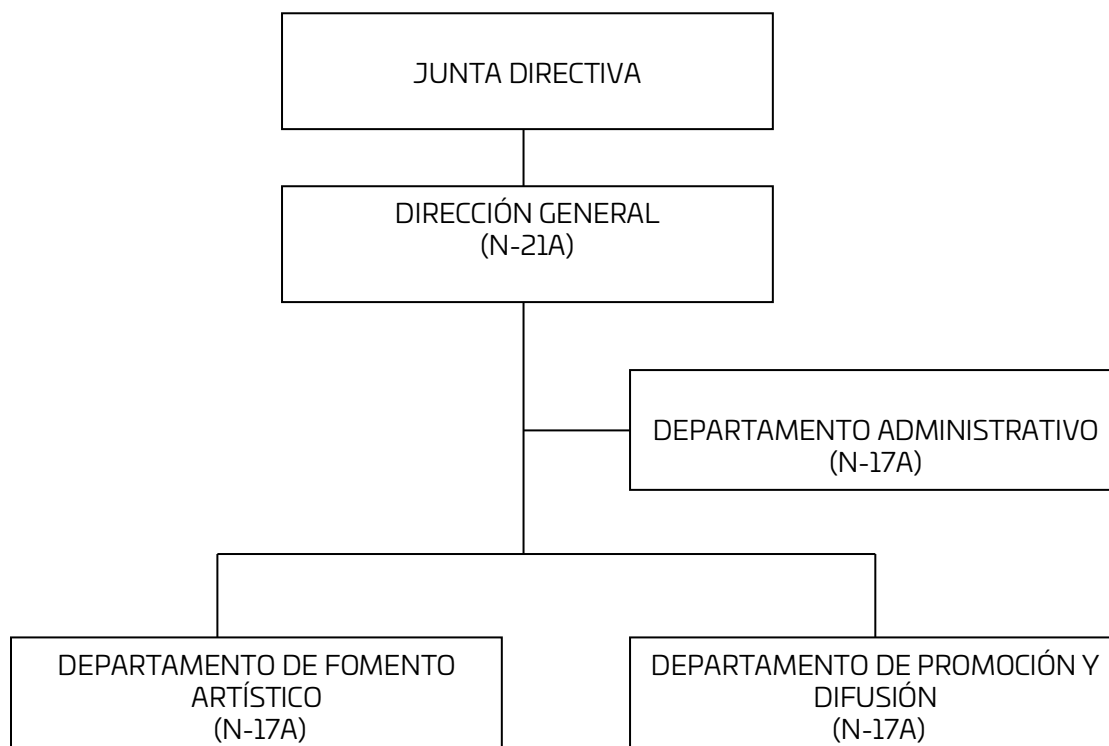 JUNTA DIRECTIVA
DIRECCIÓN GENERAL
(N-21A)
DEPARTAMENTO ADMINISTRATIVO
(N-17A)
DEPARTAMENTO DE FOMENTO
ARTÍSTICO
(N-17A)
DEPARTAMENTO DE PROMOCIÓN Y
DIFUSIÓN
(N-17A)